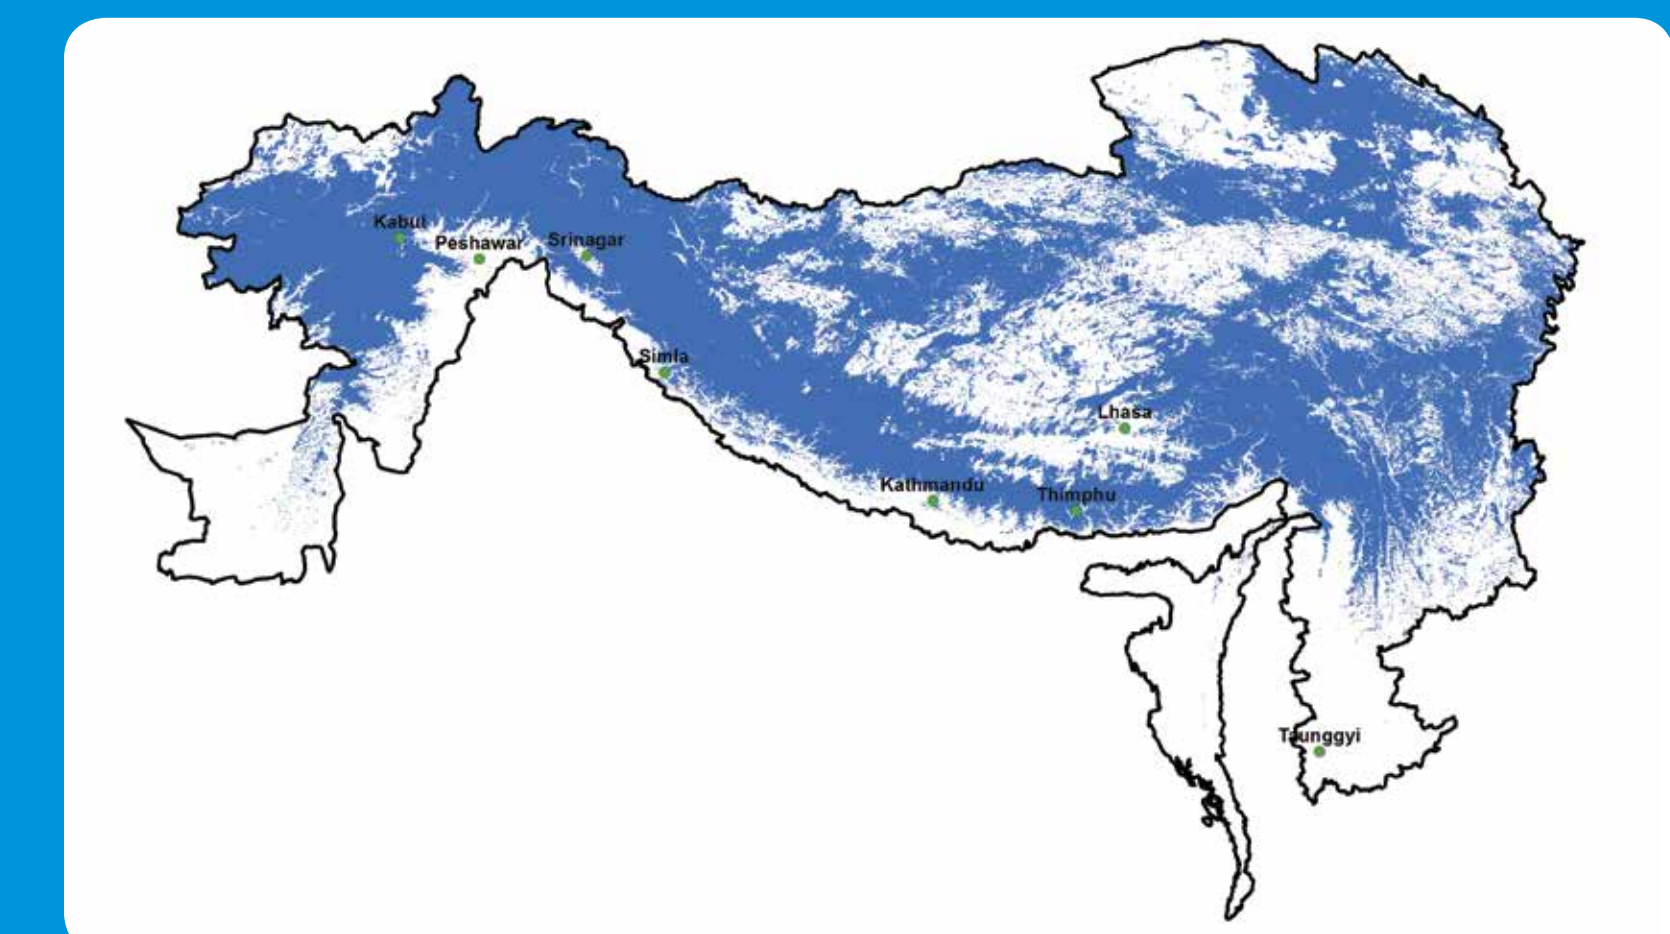 Kabul
Peshawar
Srinagar
Simla
Lhasa
Kathmandu
Thimphu
Taunggyi